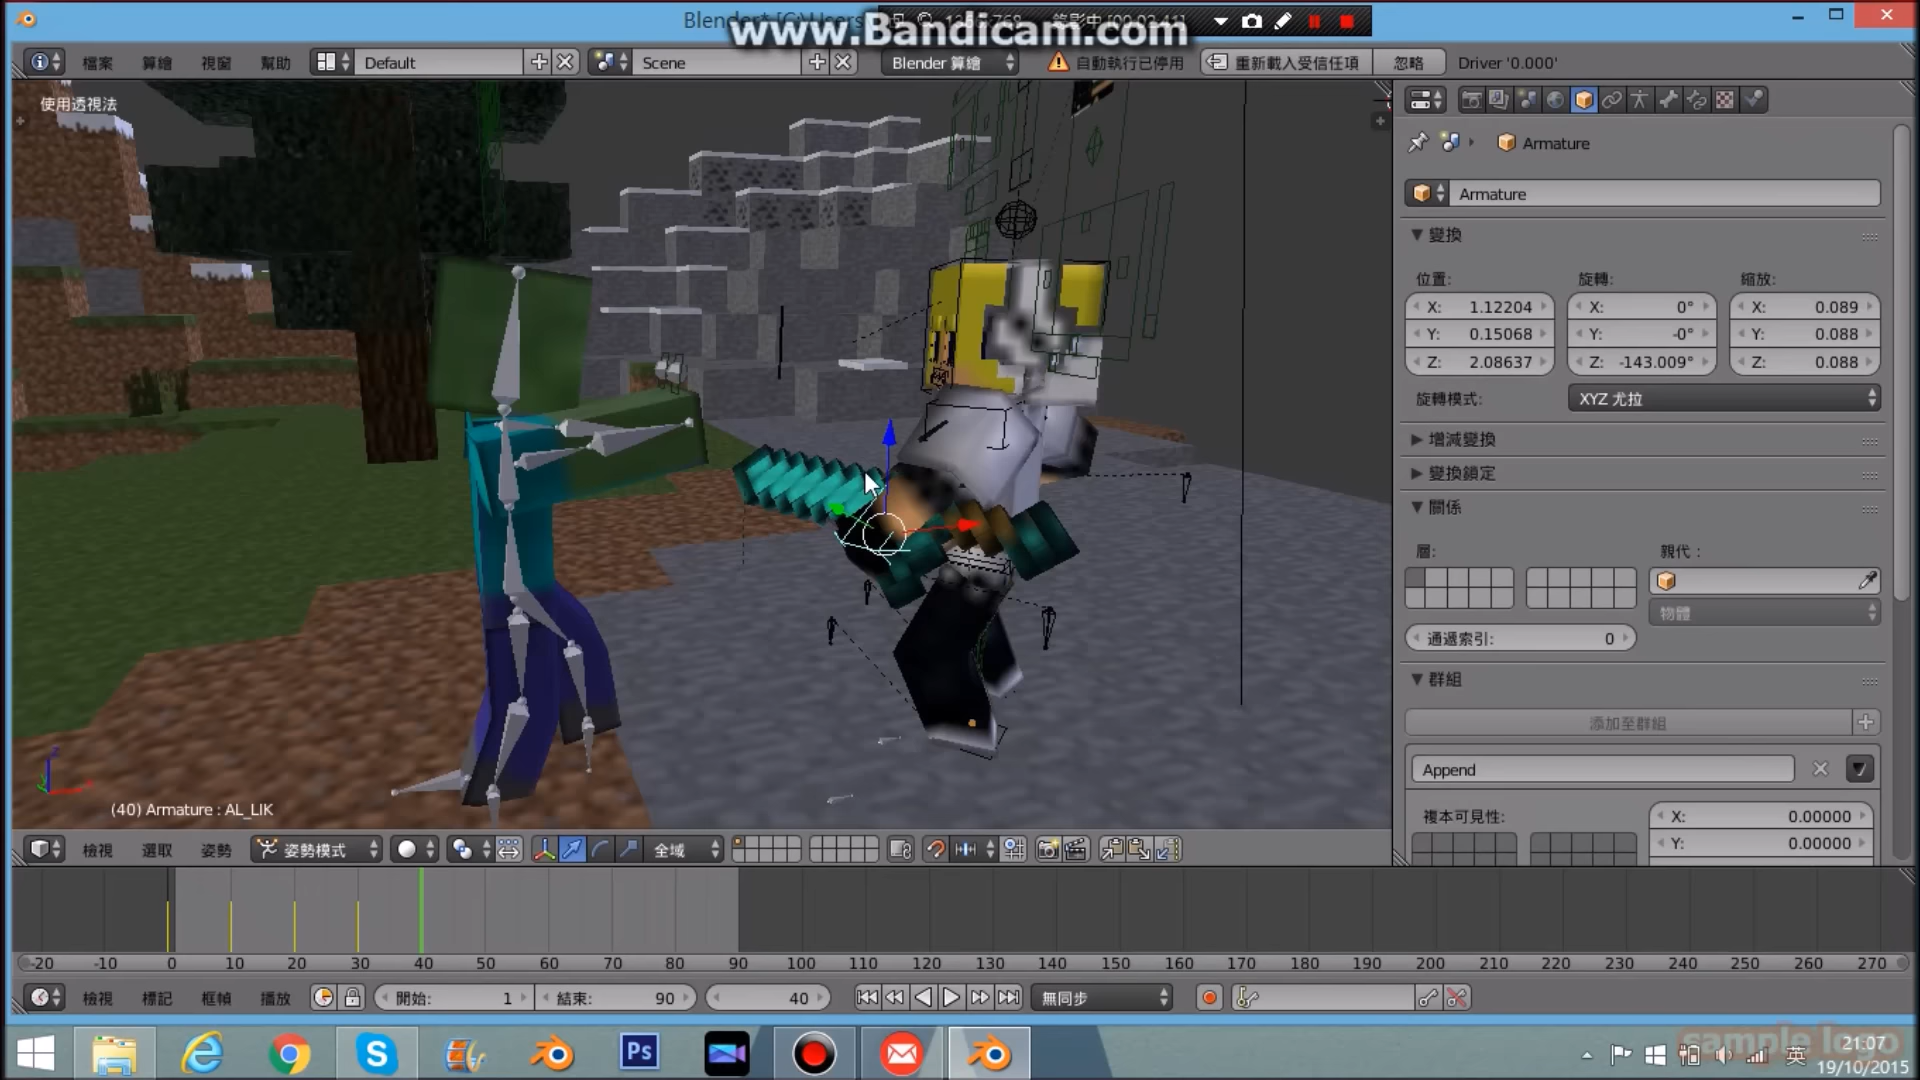 Blender* [C:\Users
www.Bandicam.com
檔案 算繪 視窗 幫助 Default Scene Blender 算繪 自動執行已停用 重新載入受信任項 忽略 Driver '0.000'
使用透視法
Armature
Armature
變換
位置: 旋轉: 縮放:
X: 1.12204 X: 0° X: 0.089
Y: 0.15068 Y: -0° Y: 0.088
Z: 2.08637 Z: -143.009° Z: 0.088
旋轉模式: XYZ 尤拉
增減變換
變換鎖定
關係
層: 親代:
物體
通過索引: 0
群組
添加至群組
Append
複本可見性: X: 0.00000
Y: 0.00000
(40) Armature : AL_LIK
檢視 選取 姿勢 姿勢模式 全域
-20 -10 0 10 20 30 40 50 60 70 80 90 100 110 120 130 140 150 160 170 180 190 200 210 220 230 240 250 260 270
檢視 標記 框幀 播放 開始: 1 結束: 90 40 無同步
Ps
sample logo
英 21:07
19/10/2015